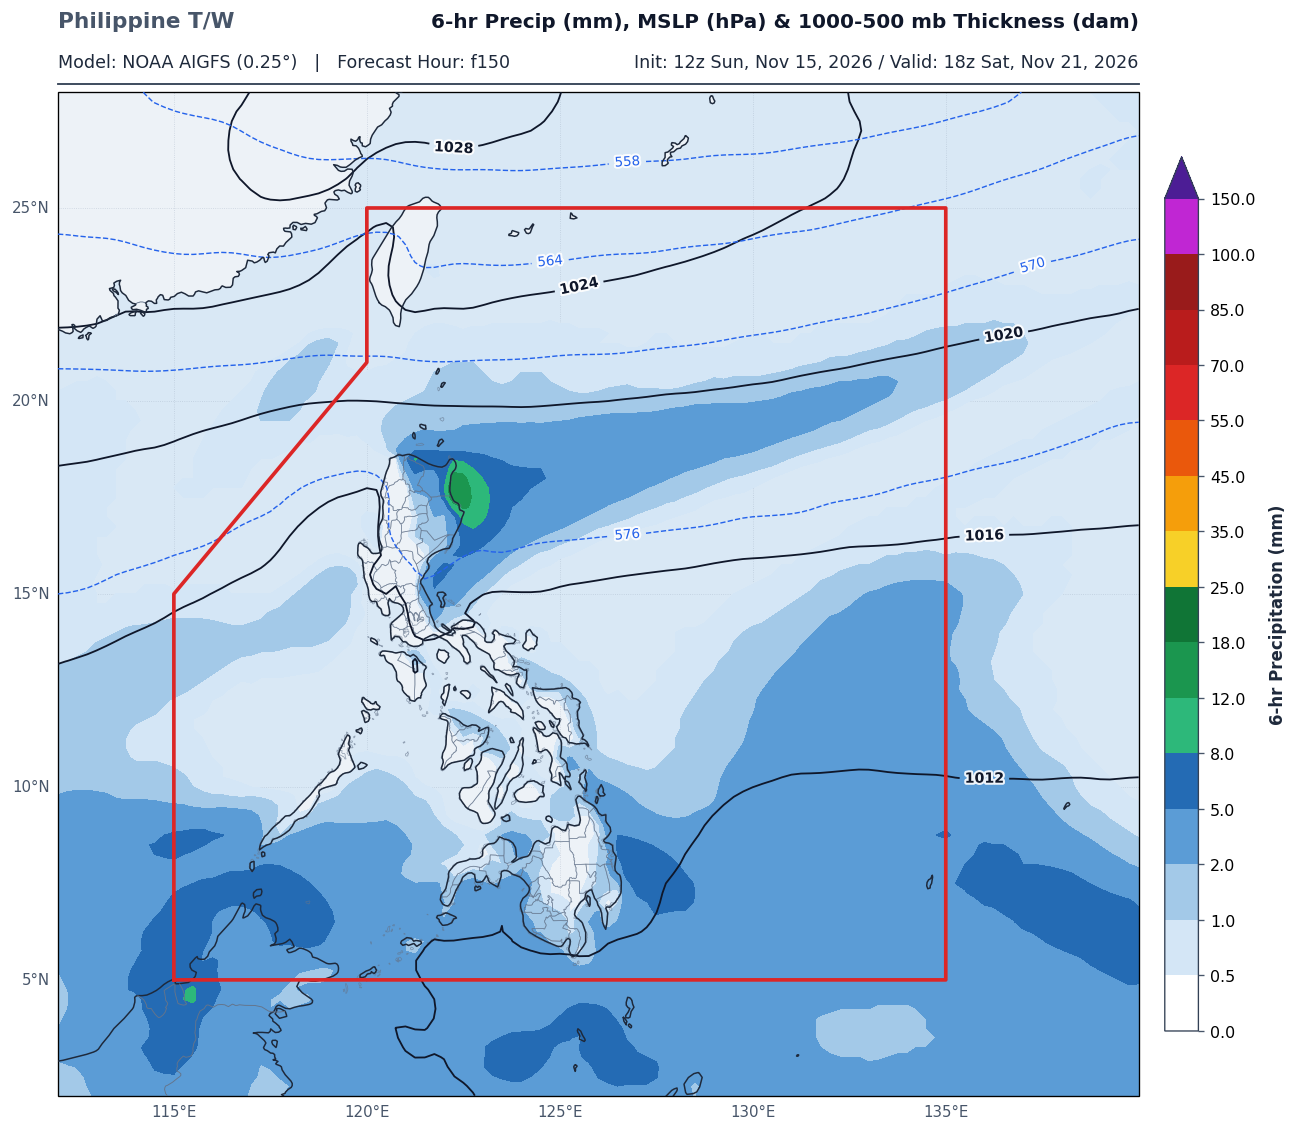 Philippine T/W
6-hr Precip (mm), MSLP (hPa) & 1000-500 mb Thickness (dam)
Model: NOAA AIGFS (0.25°) | Forecast Hour: f150
Init: 12z Sun, Nov 15, 2026 / Valid: 18z Sat, Nov 21, 2026
1028
558
564
570
1024
1020
576
1016
1012
25°N
20°N
15°N
10°N
5°N
115°E
120°E
125°E
130°E
135°E
150.0
100.0
85.0
70.0
55.0
45.0
35.0
25.0
18.0
12.0
8.0
5.0
2.0
1.0
0.5
0.0
6-hr Precipitation (mm)